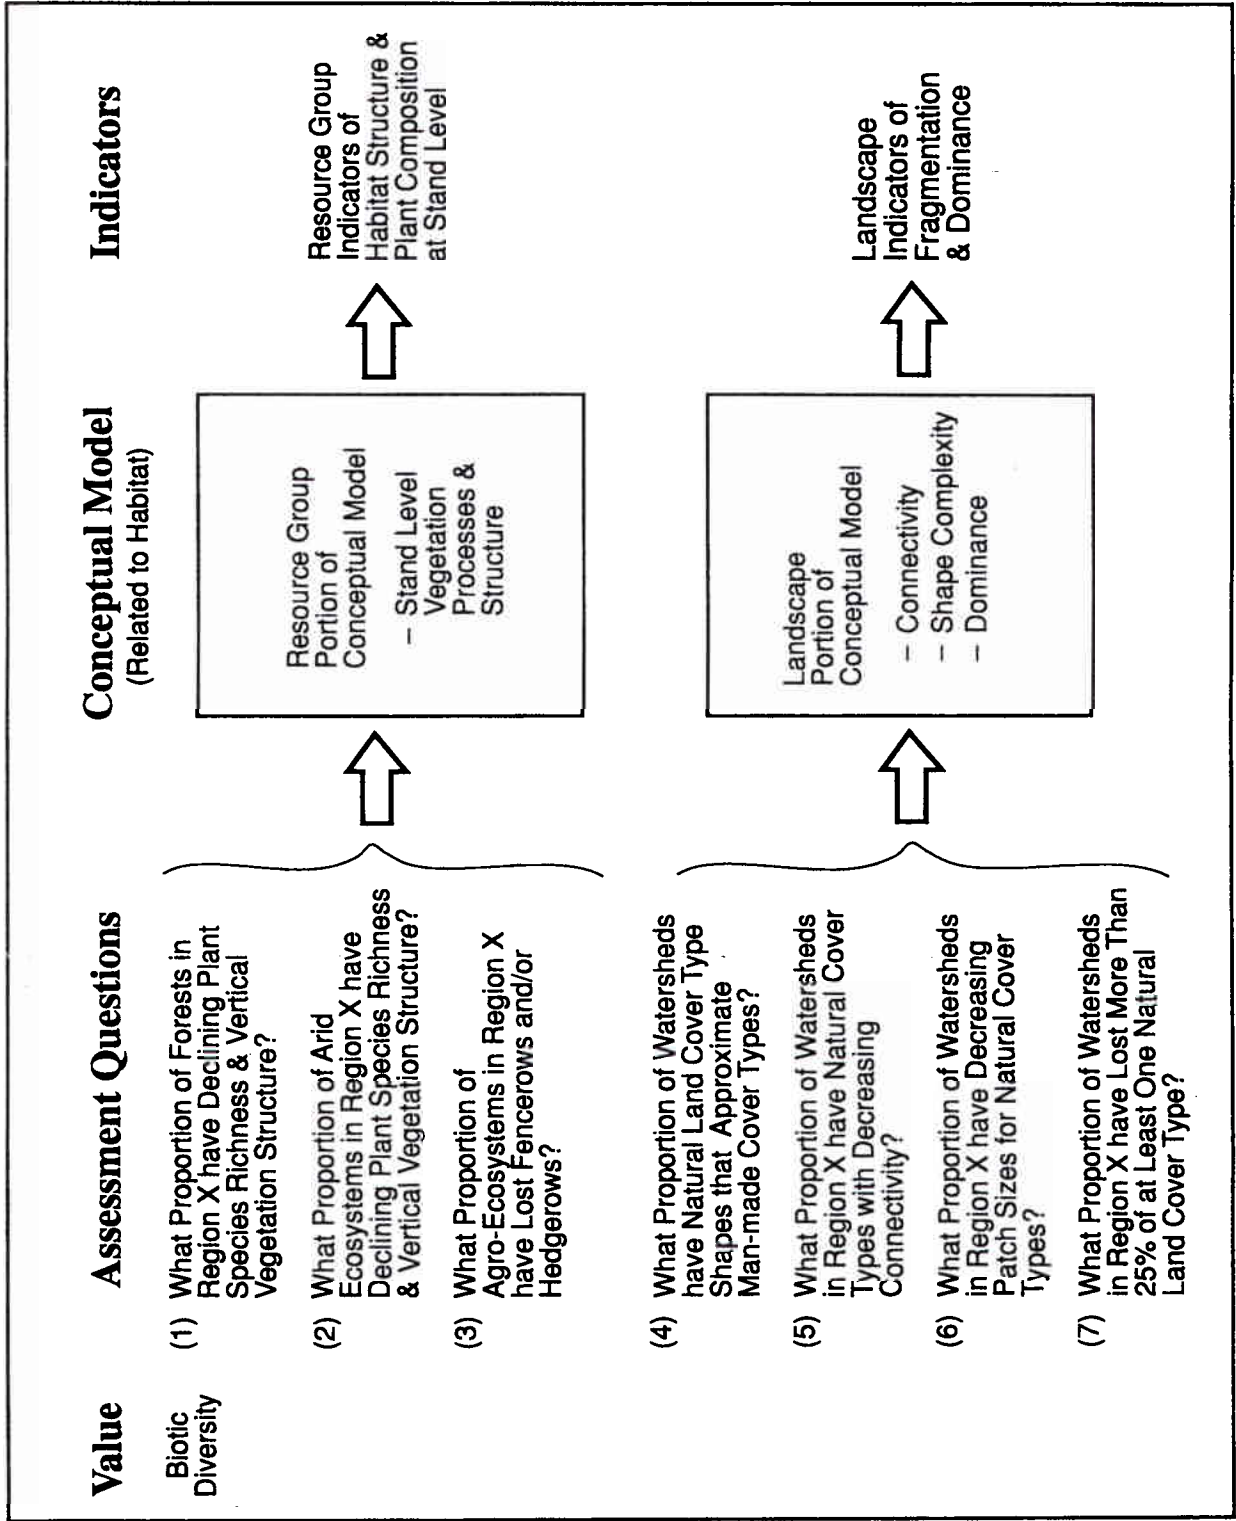 Value
Assessment Questions
Conceptual Model
(Related to Habitat)
Indicators
Biotic
Diversity
(1) What Proportion of Forests in
Region X have Declining Plant
Species Richness & Vertical
Vegetation Structure?
(2) What Proportion of Arid
Ecosystems in Region X have
Declining Plant Species Richness
& Vertical Vegetation Structure?
(3) What Proportion of
Agro-Ecosystems in Region X
have Lost Fencerows and/or
Hedgerows?
Resource Group
Portion of
Conceptual Model
– Stand Level
Vegetation
Processes &
Structure
Resource Group
Indicators of
Habitat Structure &
Plant Composition
at Stand Level
(4) What Proportion of Watersheds
have Natural Land Cover Type
Shapes that Approximate
Man-made Cover Types?
(5) What Proportion of Watersheds
in Region X have Natural Cover
Types with Decreasing
Connectivity?
(6) What Proportion of Watersheds
in Region X have Decreasing
Patch Sizes for Natural Cover
Types?
(7) What Proportion of Watersheds
in Region X have Lost More Than
25% of at Least One Natural
Land Cover Type?
Landscape
Portion of
Conceptual Model
– Connectivity
– Shape Complexity
– Dominance
Landscape
Indicators of
Fragmentation
& Dominance